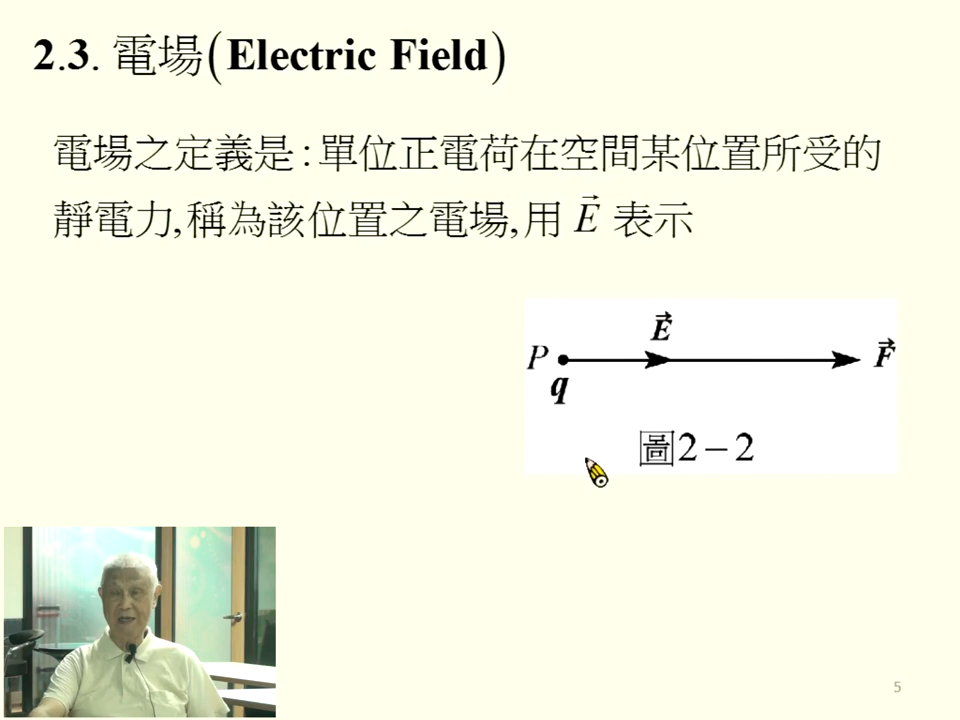 2.3. 電場(Electric Field)
電場之定義是:單位正電荷在空間某位置所受的
靜電力,稱為該位置之電場,用 E⃗ 表示
E⃗
P
F⃗
q
圖2-2
5